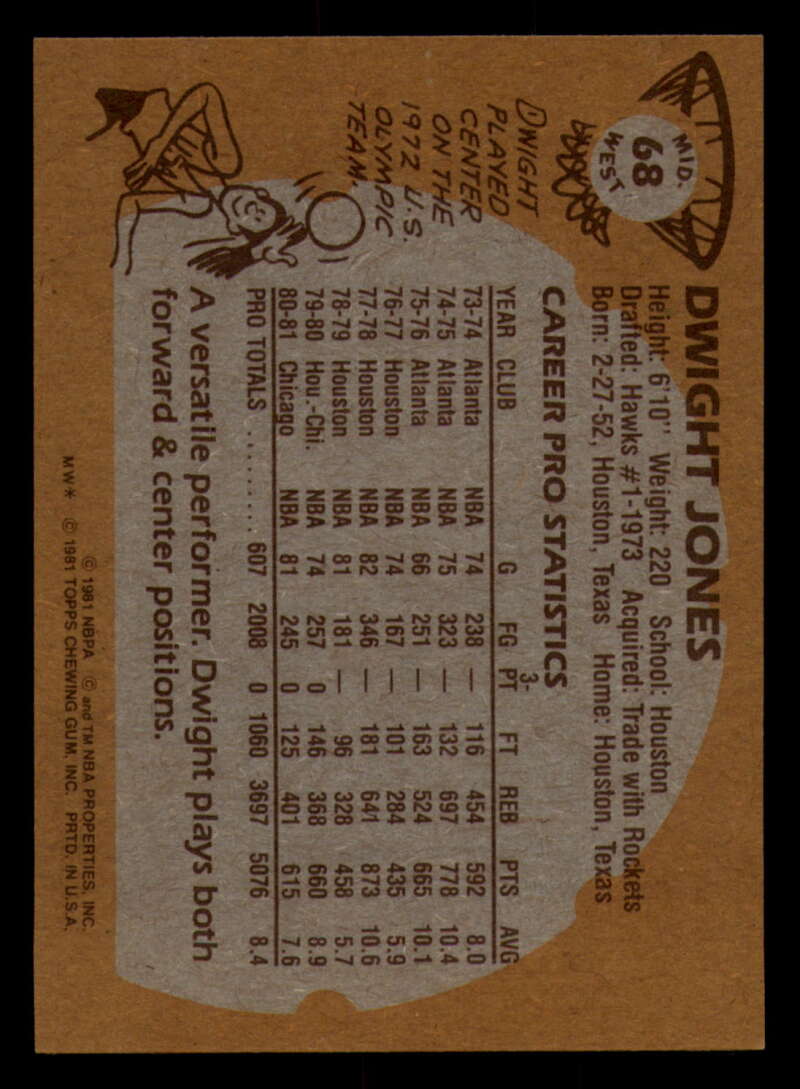 MID.
68
WEST
DWIGHT JONES
Height: 6'10" Weight: 220 School: Houston
Drafted: Hawks #1-1973 Acquired: Trade with Rockets
Born: 2-27-52, Houston, Texas Home: Houston, Texas
DWIGHT
PLAYED
CENTER
ON THE
1972 U.S.
OLYMPIC
TEAM.
CAREER PRO STATISTICS
YEAR CLUB G FG 3-PT FT REB PTS AVG
73-74 Atlanta NBA 74 238 — 116 454 592 8.0
74-75 Atlanta NBA 75 323 — 132 697 778 10.4
75-76 Atlanta NBA 66 251 — 163 524 665 10.1
76-77 Houston NBA 74 167 — 101 284 435 5.9
77-78 Houston NBA 82 346 — 181 641 873 10.6
78-79 Houston NBA 81 181 — 96 328 458 5.7
79-80 Hou.-Chi. NBA 74 257 0 146 368 660 8.9
80-81 Chicago NBA 81 245 0 125 401 615 7.6
PRO TOTALS ........ 607 2008 0 1060 3697 5076 8.4
A versatile performer. Dwight plays both
forward & center positions.
© 1981 NBPA © and TM NBA PROPERTIES, INC.
MW* © 1981 TOPPS CHEWING GUM, INC. PRTD. IN U.S.A.